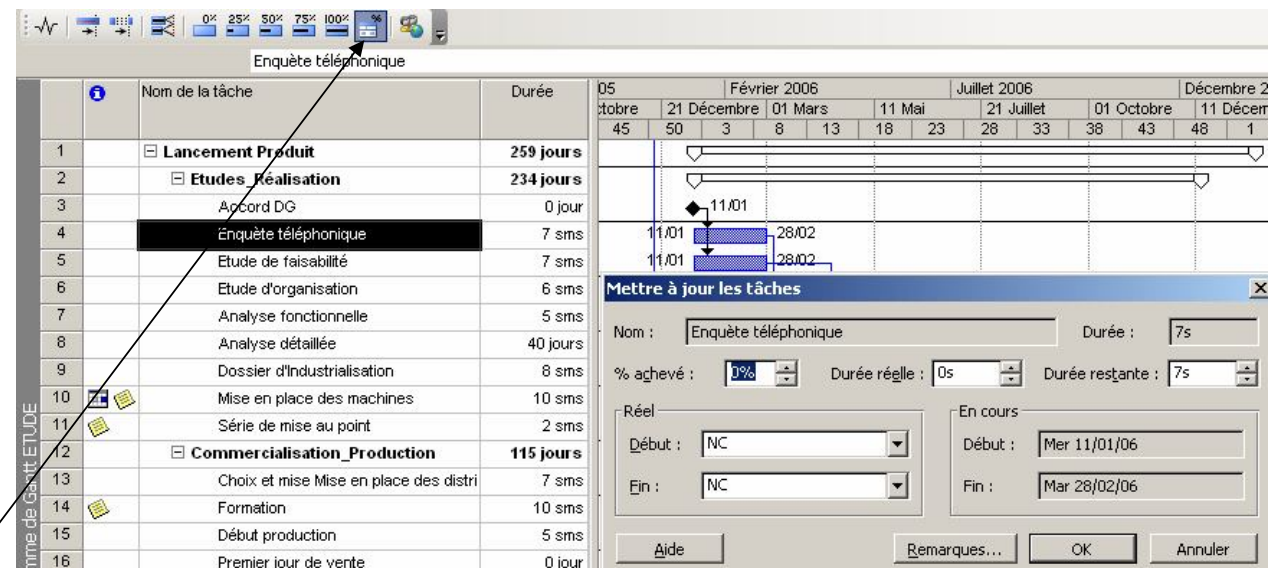 0% 25% 50% 75% 100% %
Enquète téléphonique
Nom de la tâche Durée
05 Février 2006 Juillet 2006 Décembre 2
tobre 21 Décembre 01 Mars 11 Mai 21 Juillet 01 Octobre 11 Décem
45 50 3 8 13 18 23 28 33 38 43 48 1
1 Lancement Produit 259 jours
2 Etudes_Réalisation 234 jours
3 Accord DG 0 jour 11/01
4 Enquète téléphonique 7 sms 11/01 28/02
5 Etude de faisabilité 7 sms 11/01 28/02
6 Etude d'organisation 6 sms
7 Analyse fonctionnelle 5 sms
8 Analyse détaillée 40 jours
9 Dossier d'Industrialisation 8 sms
10 Mise en place des machines 10 sms
11 Série de mise au point 2 sms
12 Commercialisation_Production 115 jours
13 Choix et mise Mise en place des distri 7 sms
14 Formation 10 sms
15 Début production 5 sms
16 Premier jour de vente 0 jour
mme de Gantt ETUDE
Mettre à jour les tâches
Nom : Enquète téléphonique Durée : 7s
% achevé : 0% Durée réelle : 0s Durée restante : 7s
Réel En cours
Début : NC Début : Mer 11/01/06
Fin : NC Fin : Mar 28/02/06
Aide Remarques... OK Annuler